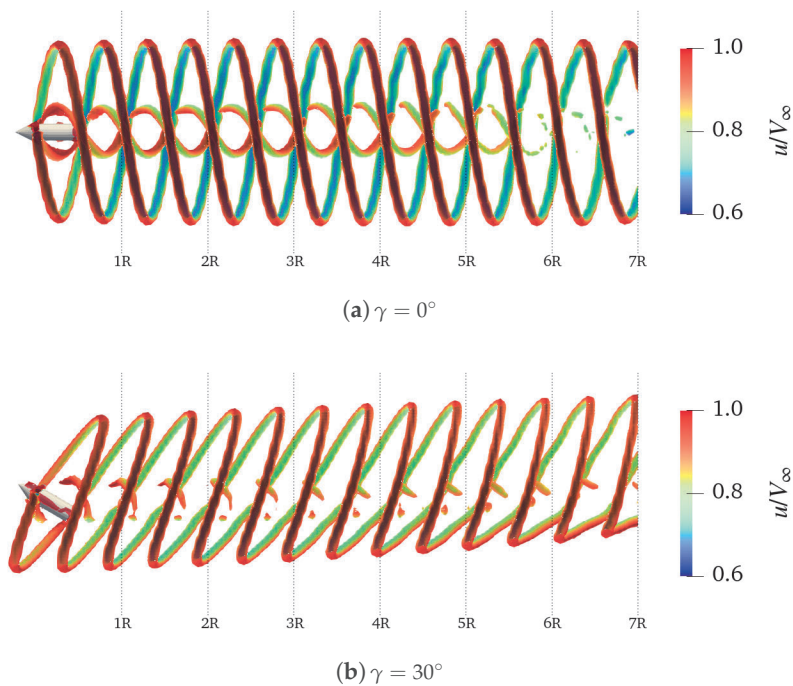 1.0
0.8
0.6
u/V∞
1R 2R 3R 4R 5R 6R 7R
(a) γ = 0°
1.0
0.8
0.6
u/V∞
1R 2R 3R 4R 5R 6R 7R
(b) γ = 30°